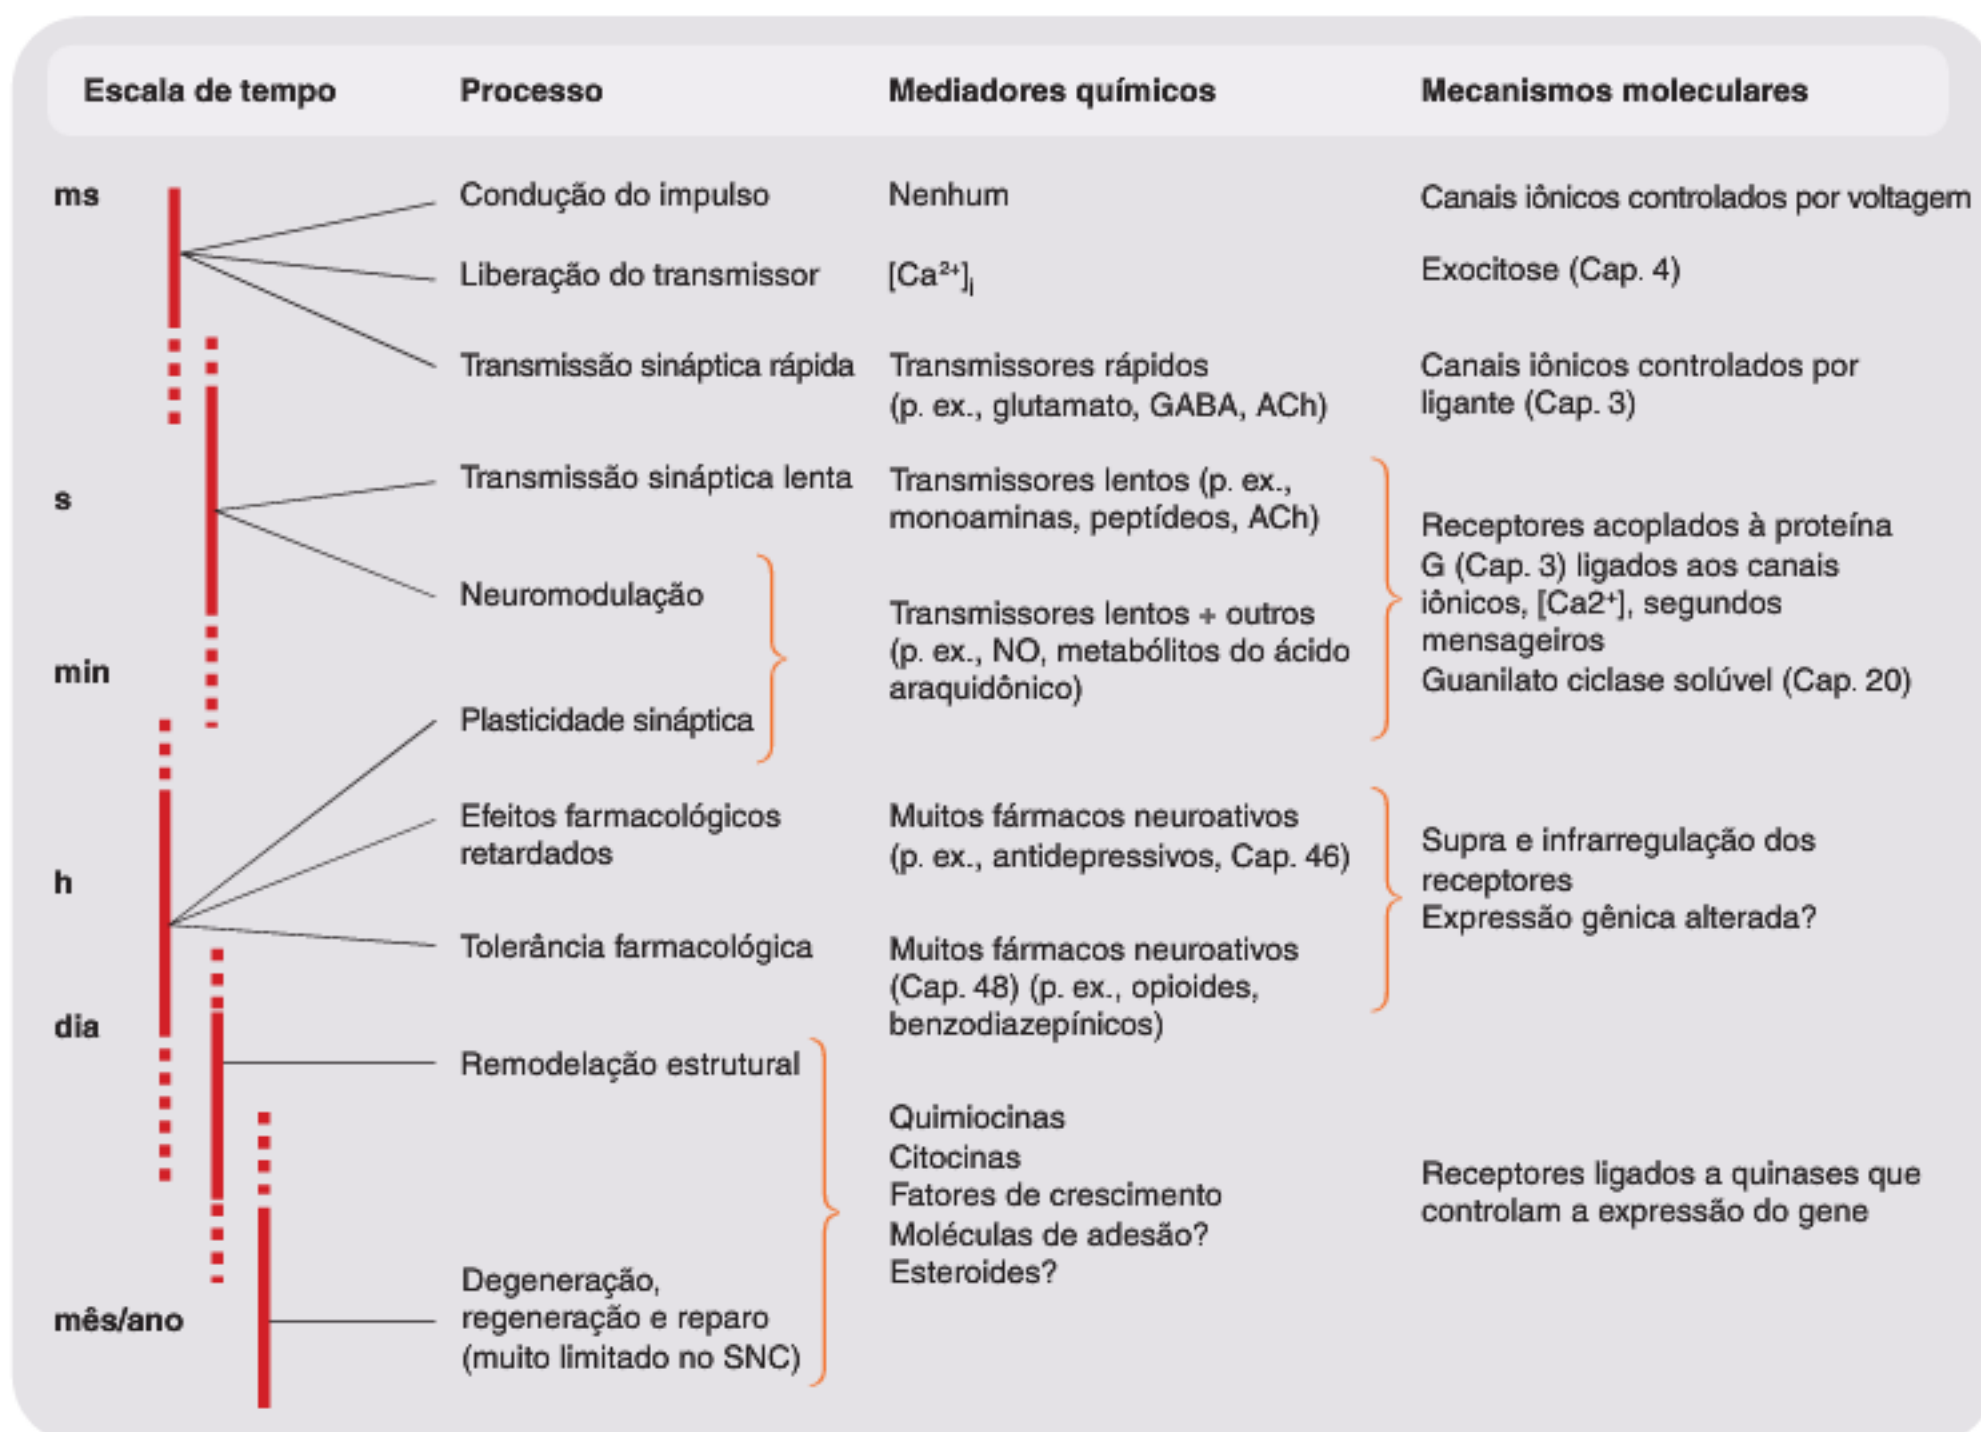 Escala de tempo
Processo
Mediadores químicos
Mecanismos moleculares
ms
Condução do impulso
Nenhum
Canais iônicos controlados por voltagem
Liberação do transmissor
[Ca²⁺]ᵢ
Exocitose (Cap. 4)
Transmissão sináptica rápida
Transmissores rápidos
(p. ex., glutamato, GABA, ACh)
Canais iônicos controlados por
ligante (Cap. 3)
s
Transmissão sináptica lenta
Transmissores lentos (p. ex.,
monoaminas, peptídeos, ACh)
Receptores acoplados à proteína
G (Cap. 3) ligados aos canais
iônicos, [Ca2⁺], segundos
mensageiros
Guanilato ciclase solúvel (Cap. 20)
Neuromodulação
Transmissores lentos + outros
(p. ex., NO, metabólitos do ácido
araquidônico)
min
Plasticidade sináptica
Efeitos farmacológicos
retardados
Muitos fármacos neuroativos
(p. ex., antidepressivos, Cap. 46)
Supra e infrarregulação dos
receptores
Expressão gênica alterada?
h
Tolerância farmacológica
Muitos fármacos neuroativos
(Cap. 48) (p. ex., opioides,
benzodiazepínicos)
dia
Remodelação estrutural
Quimiocinas
Citocinas
Fatores de crescimento
Moléculas de adesão?
Esteroides?
Receptores ligados a quinases que
controlam a expressão do gene
mês/ano
Degeneração,
regeneração e reparo
(muito limitado no SNC)